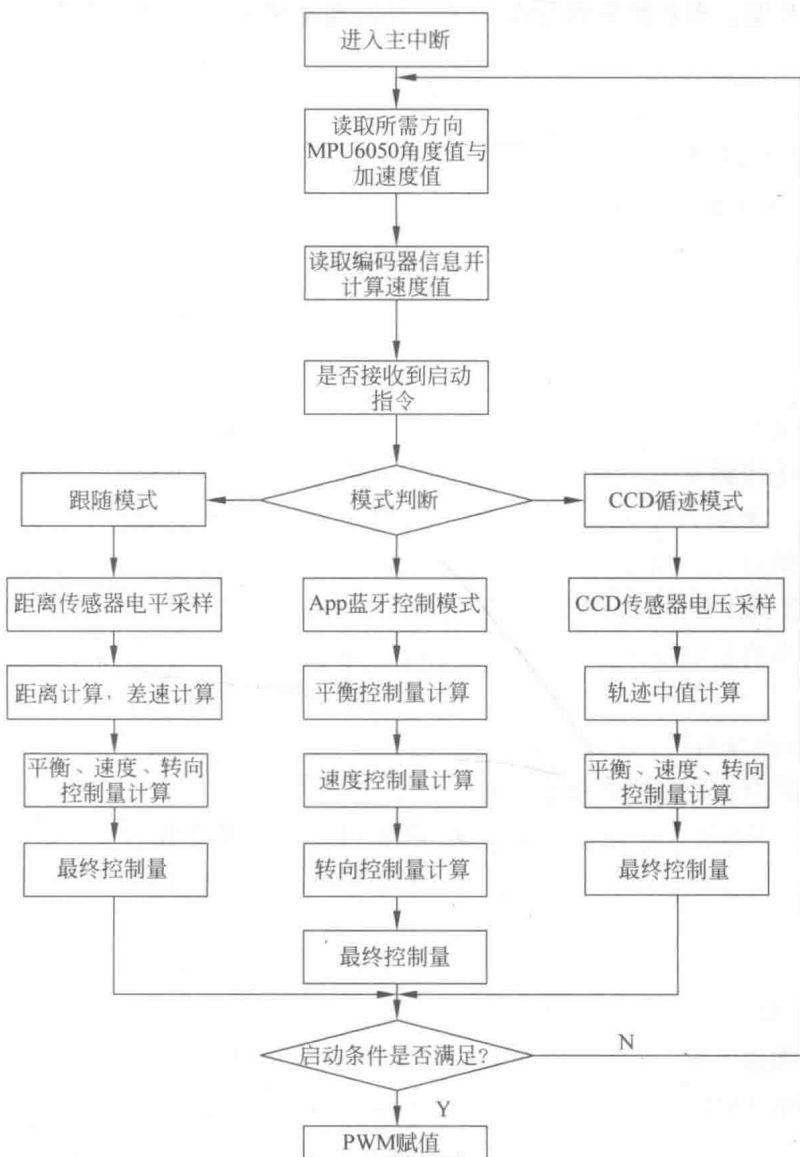 进入主中断
读取所需方向
MPU6050角度值与
加速度值
读取编码器信息并
计算速度值
是否接收到启动
指令
跟随模式
模式判断
CCD循迹模式
距离传感器电平采样
App蓝牙控制模式
CCD传感器电压采样
距离计算，差速计算
平衡控制量计算
轨迹中值计算
平衡、速度、转向
控制量计算
速度控制量计算
平衡、速度、转向
控制量计算
最终控制量
转向控制量计算
最终控制量
最终控制量
启动条件是否满足?
N
Y
PWM赋值